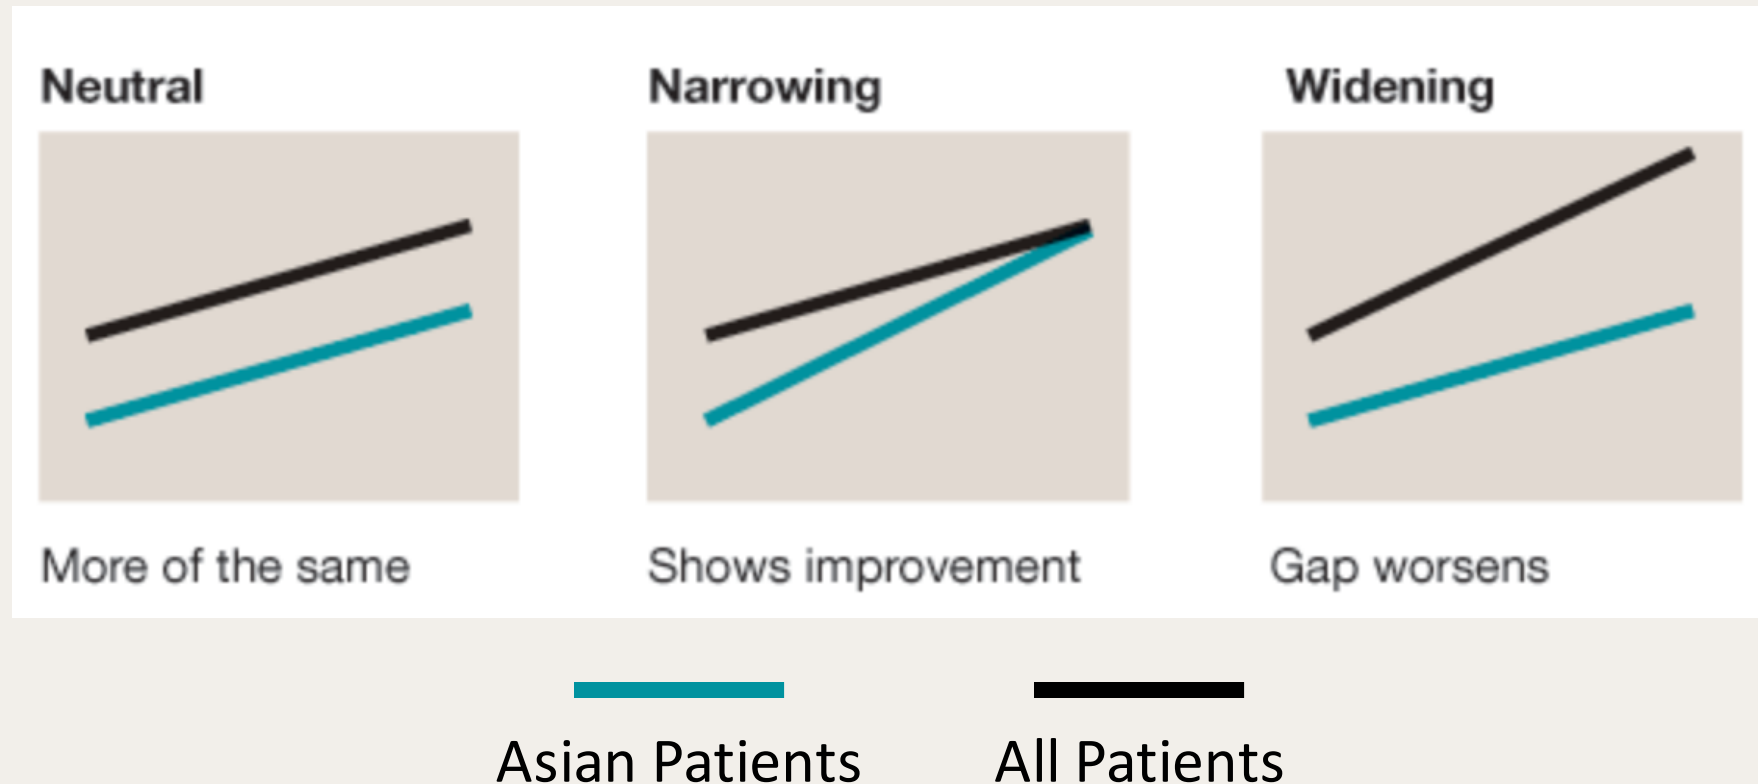 Neutral
Narrowing
Widening
More of the same
Shows improvement
Gap worsens
Asian Patients
All Patients